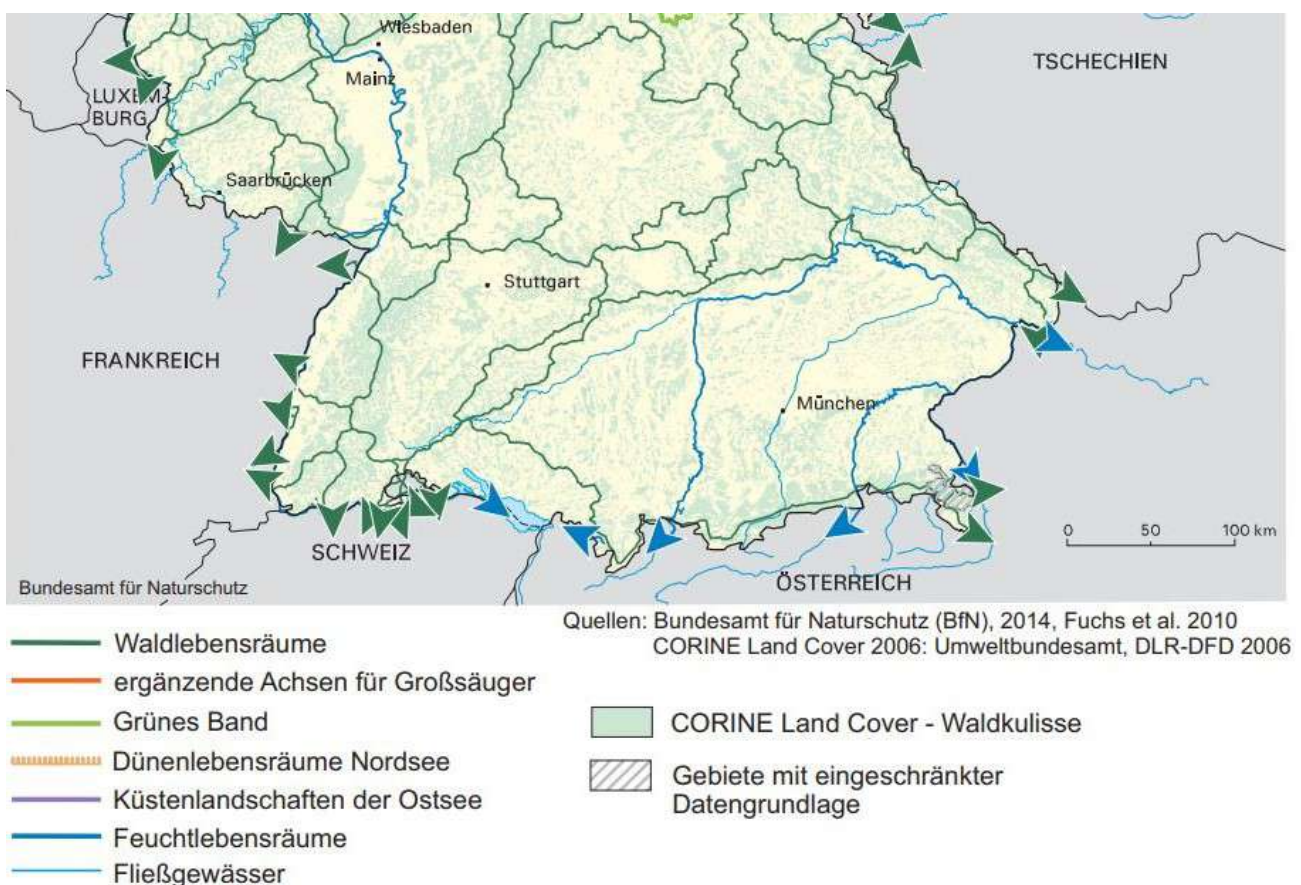 Wiesbaden
Mainz
TSCHECHIEN
LUXEM-
BURG
Saarbrücken
Stuttgart
FRANKREICH
München
SCHWEIZ
ÖSTERREICH
0 50 100 km
Bundesamt für Naturschutz
Quellen: Bundesamt für Naturschutz (BfN), 2014, Fuchs et al. 2010
CORINE Land Cover 2006: Umweltbundesamt, DLR-DFD 2006
Waldlebensräume
ergänzende Achsen für Großsäuger
Grünes Band
Dünenlebensräume Nordsee
Küstenlandschaften der Ostsee
Feuchtlebensräume
Fließgewässer
CORINE Land Cover - Waldkulisse
Gebiete mit eingeschränkter
Datengrundlage